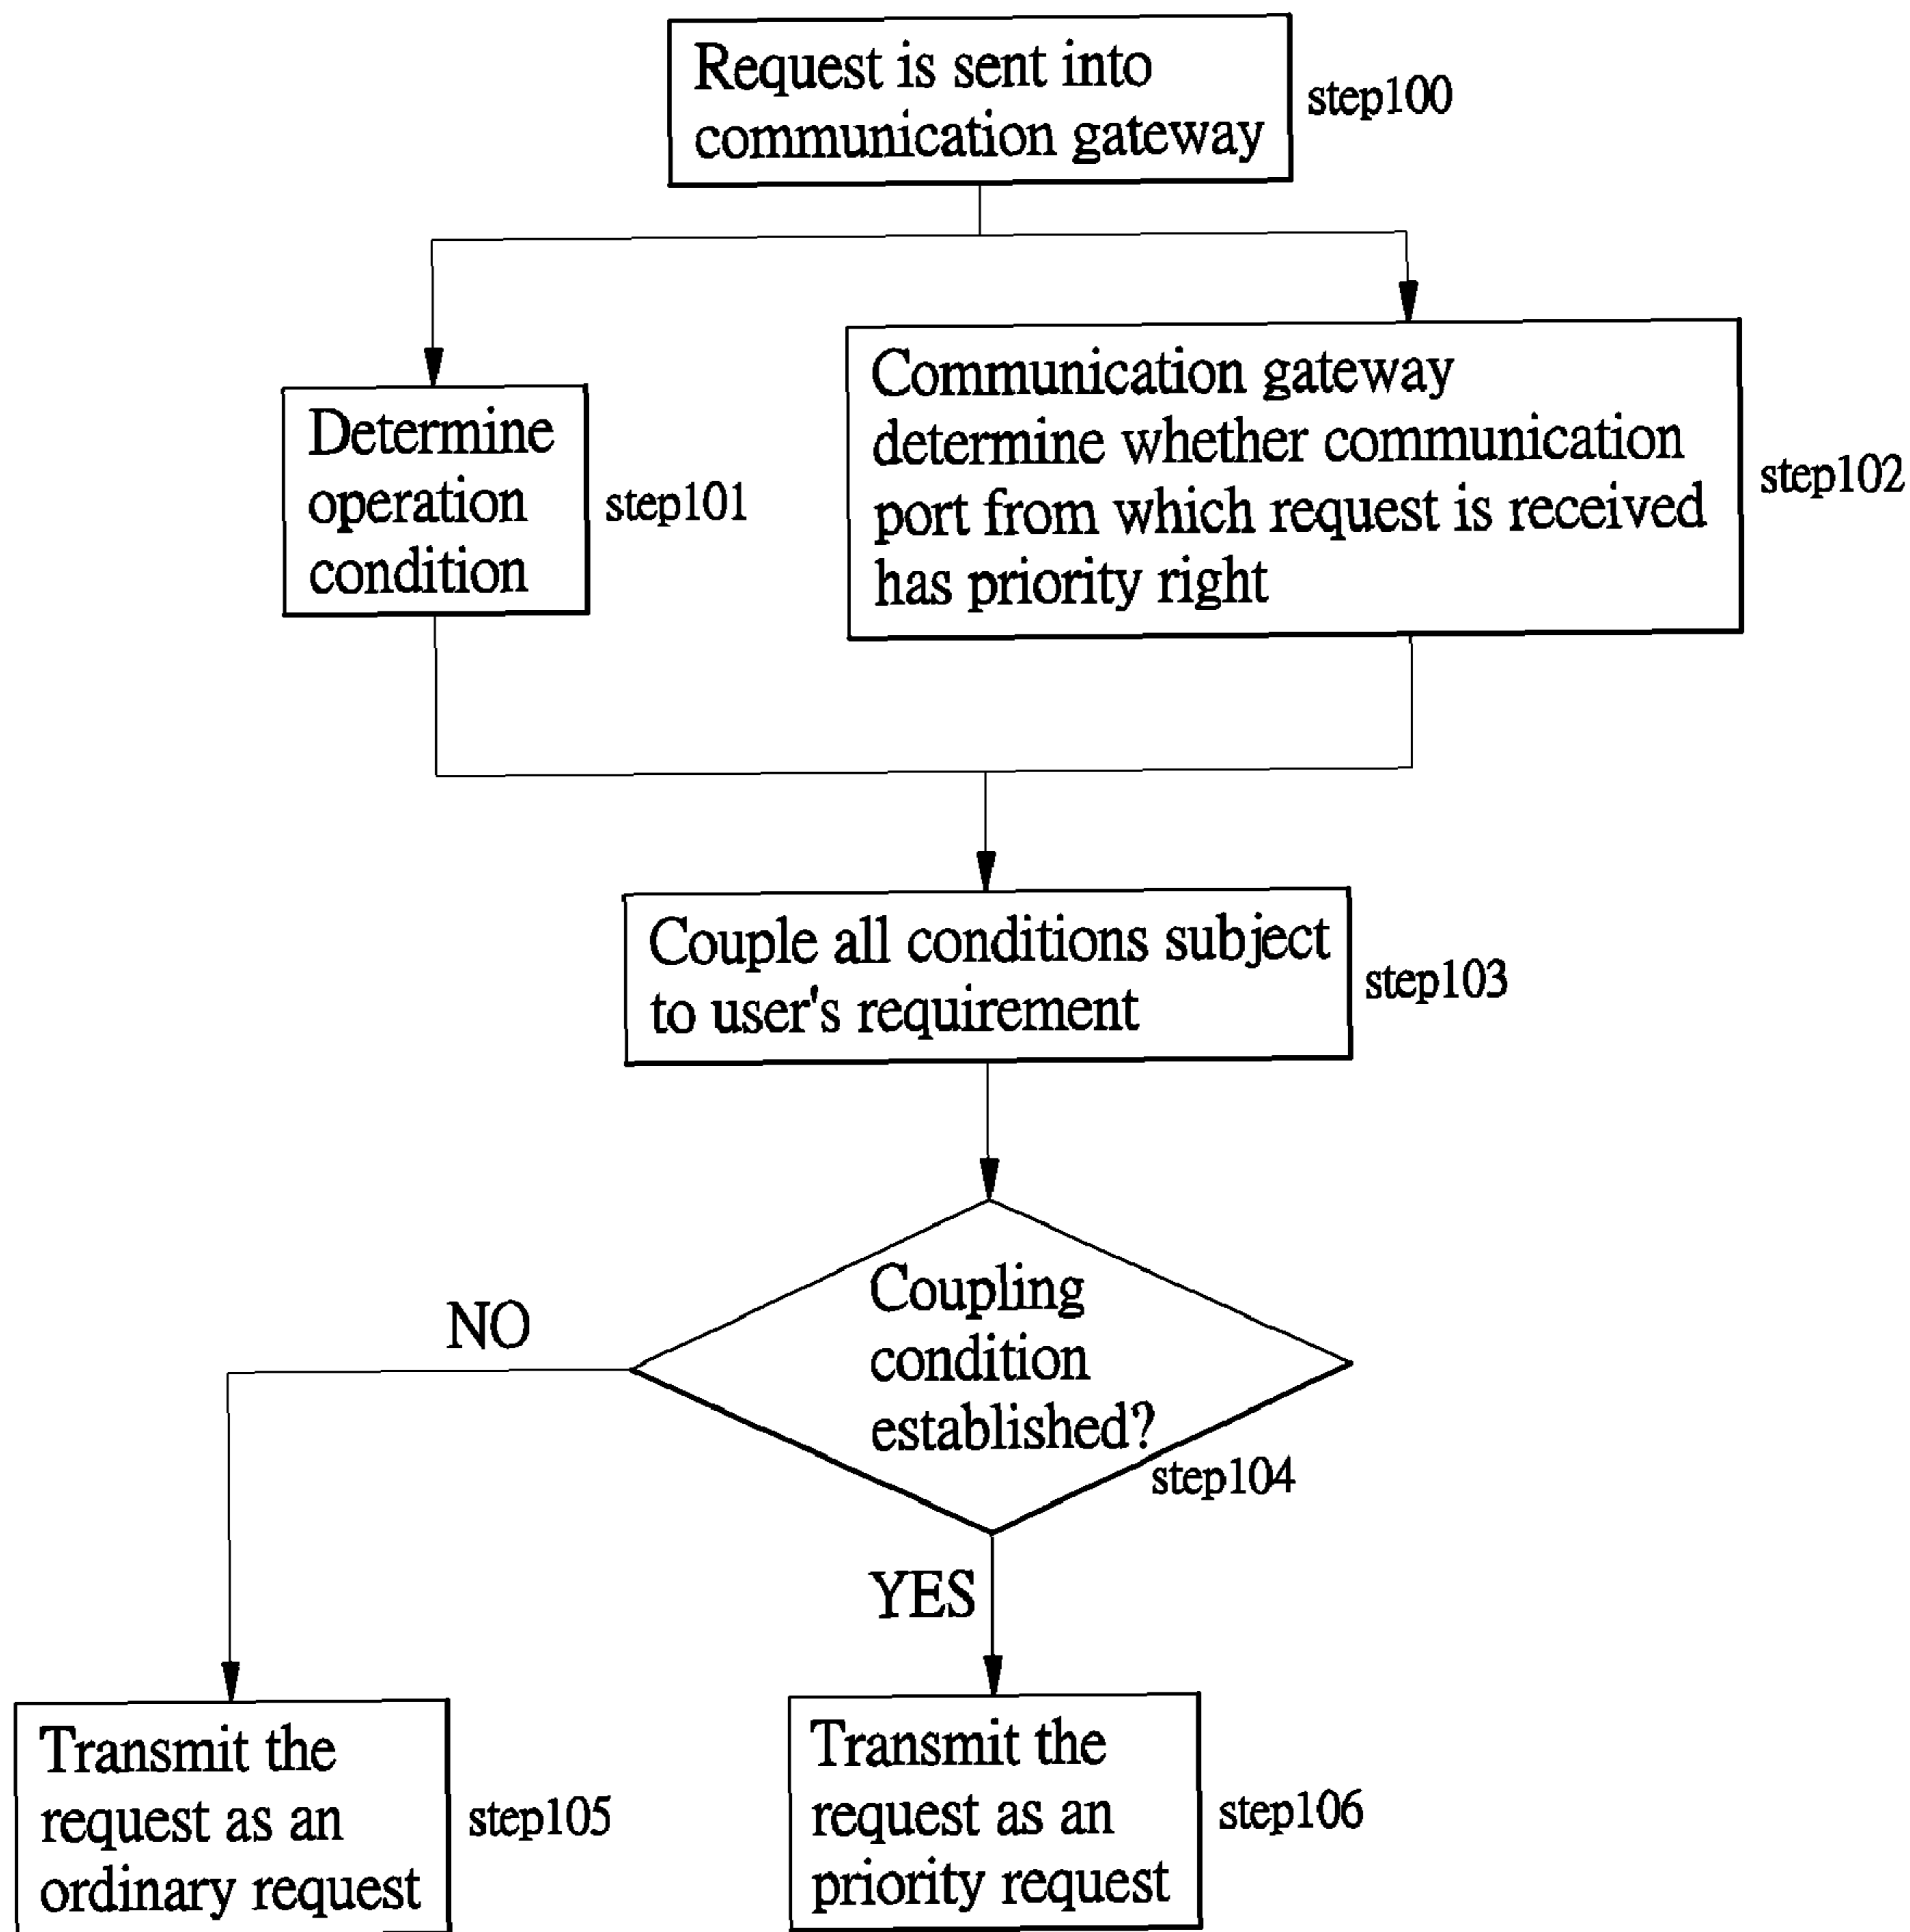 Request is sent into
communication gateway
step100
Determine
operation
condition
step101
Communication gateway
determine whether communication
port from which request is received
has priority right
step102
Couple all conditions subject
to user's requirement
step103
Coupling
condition
established?
step104
NO
YES
Transmit the
request as an
ordinary request
step105
Transmit the
request as an
priority request
step106